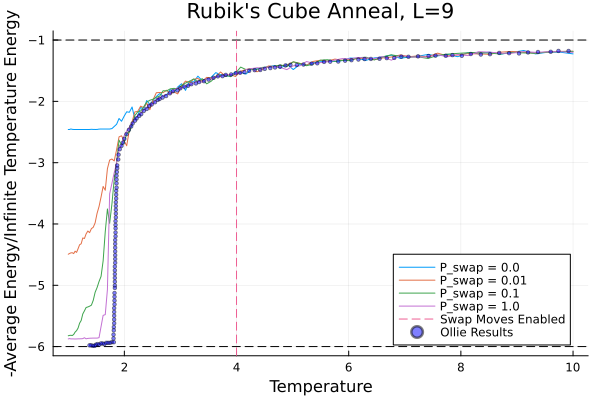 Rubik's Cube Anneal, L=9
-Average Energy/Infinite Temperature Energy
−1
−2
−3
−4
−5
−6
P_swap = 0.0
P_swap = 0.01
P_swap = 0.1
P_swap = 1.0
Swap Moves Enabled
Ollie Results
2
4
6
8
10
Temperature